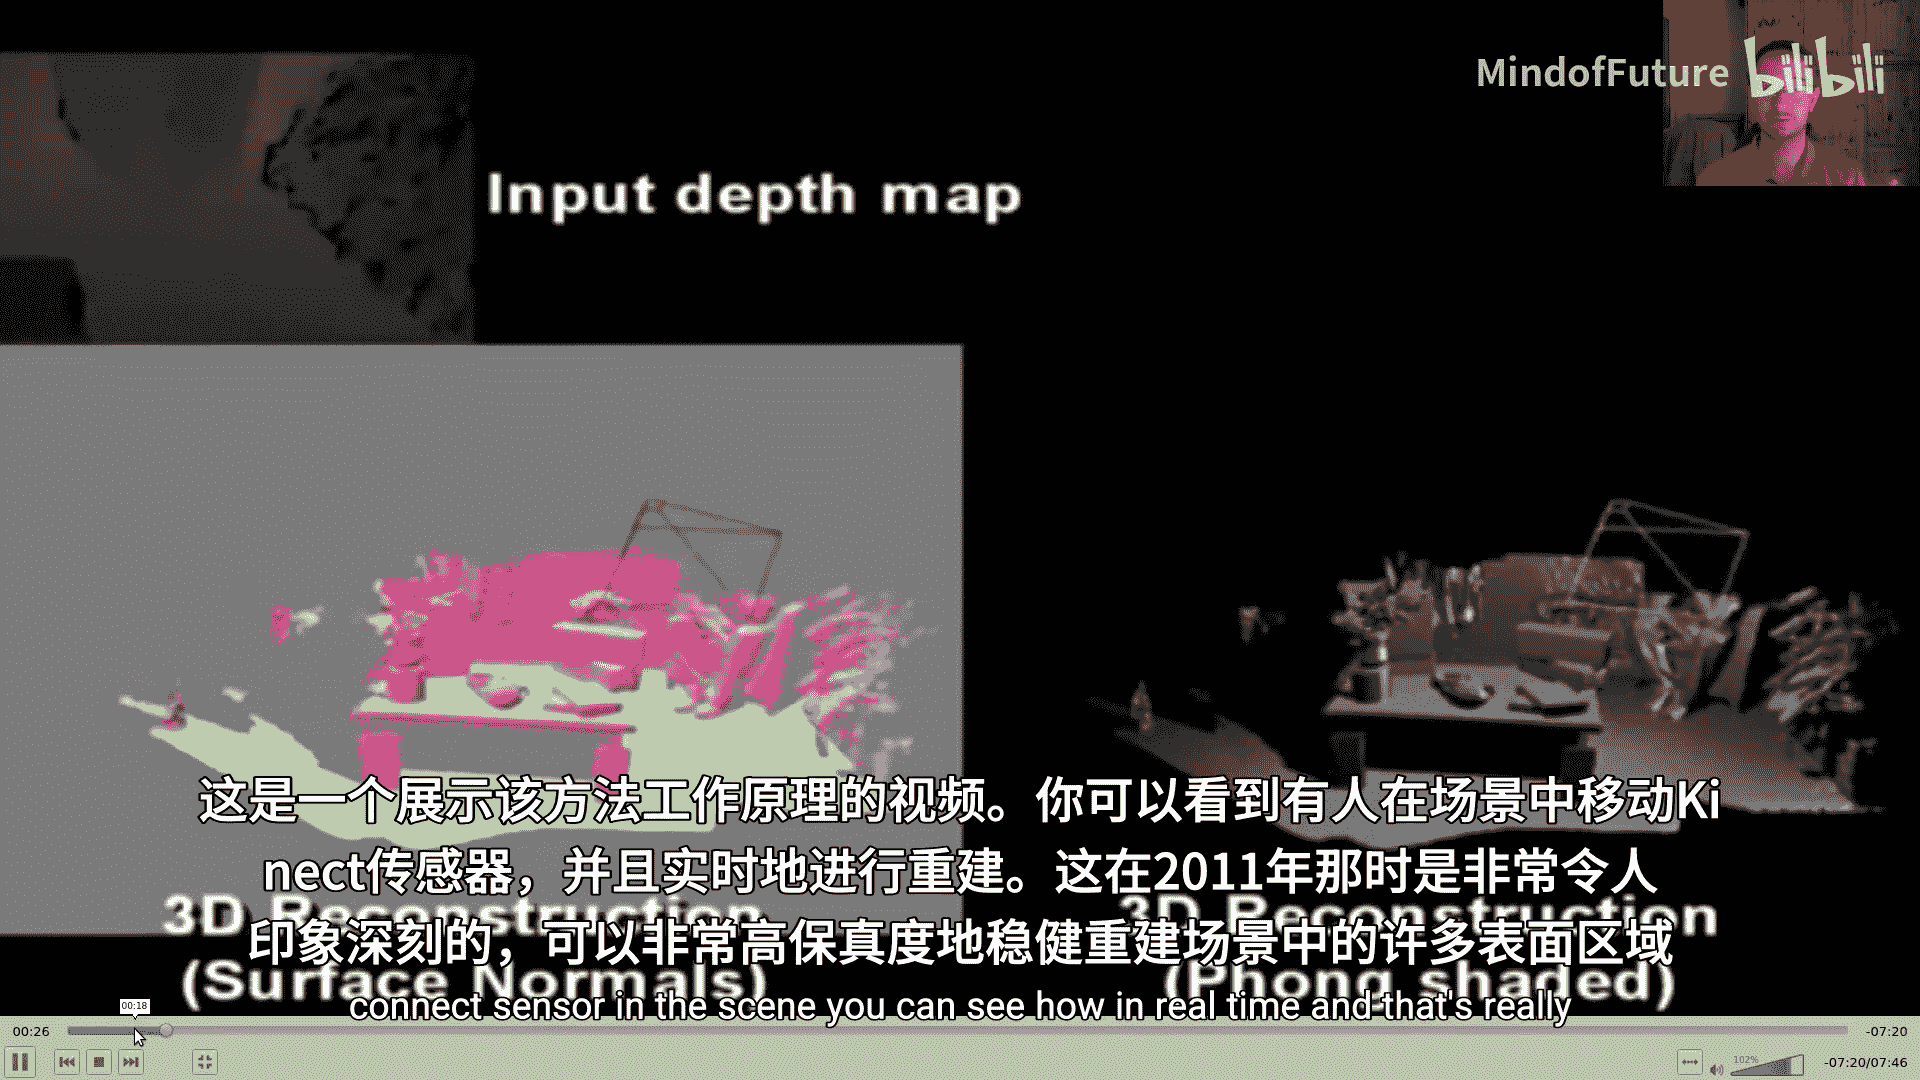 MindofFuture bilibili
Input depth map
这是一个展示该方法工作原理的视频。你可以看到有人在场景中移动Ki
nect传感器，并且实时地进行重建。这在2011年那时是非常令人
印象深刻的，可以非常高保真度地稳健重建场景中的许多表面区域
3D Reconstruction
(Surface Normals)
3D Reconstruction
(Phong shaded)
connect sensor in the scene you can see how in real time and that's really
00:18
00:26
-07:20
102%
-07:20/07:46